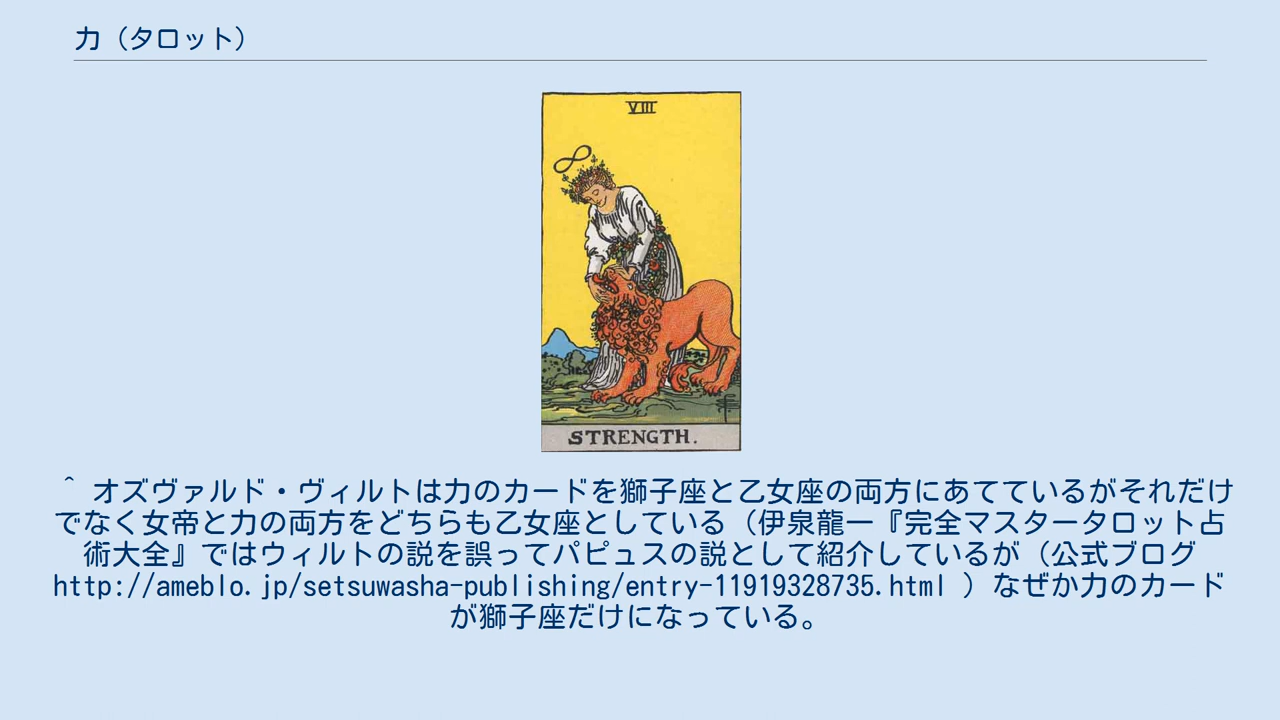 力（タロット）
VIII
STRENGTH.
^ オズヴァルド・ヴィルトは力のカードを獅子座と乙女座の両方にあてているがそれだけ
でなく女帝と力の両方をどちらも乙女座としている（伊泉龍一『完全マスタータロット占
術大全』ではウィルトの説を誤ってパピュスの説として紹介しているが（公式ブログ
http://ameblo.jp/setsuwasha-publishing/entry-11919328735.html ）なぜか力のカード
が獅子座だけになっている。